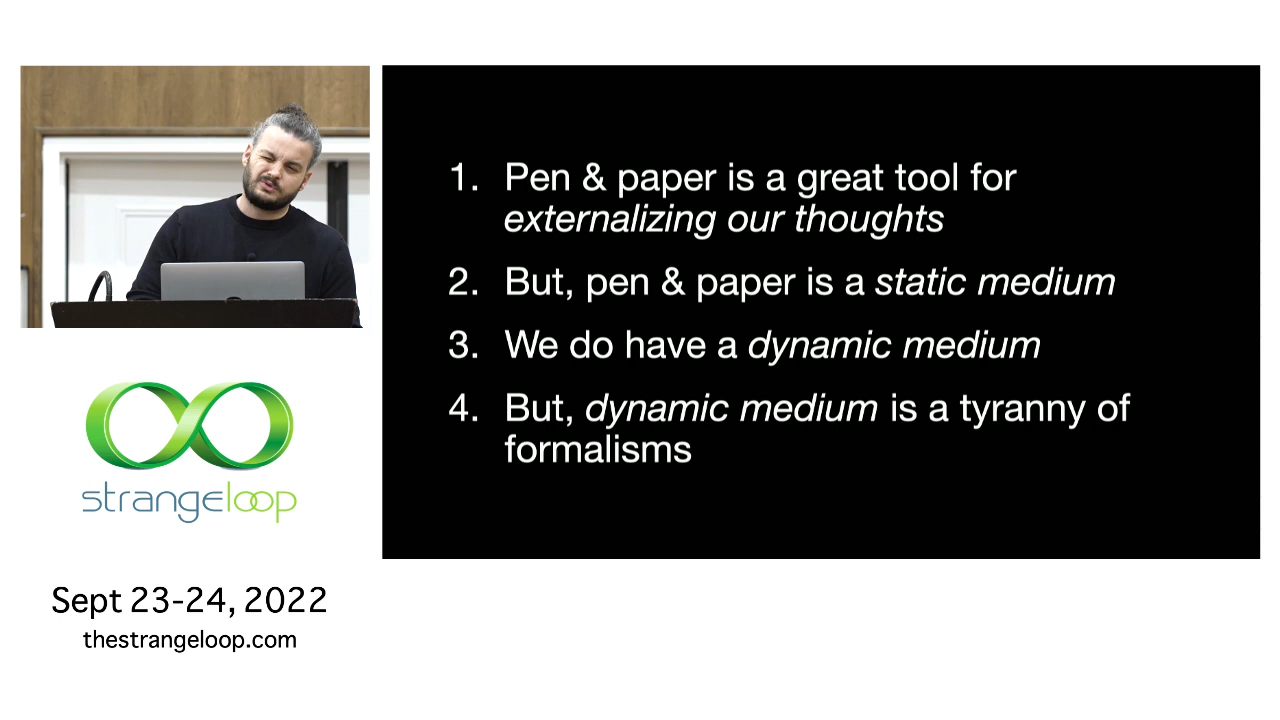 1. Pen & paper is a great tool for
externalizing our thoughts
2. But, pen & paper is a static medium
3. We do have a dynamic medium
4. But, dynamic medium is a tyranny of
formalisms
strangeloop
Sept 23-24, 2022
thestrangeloop.com